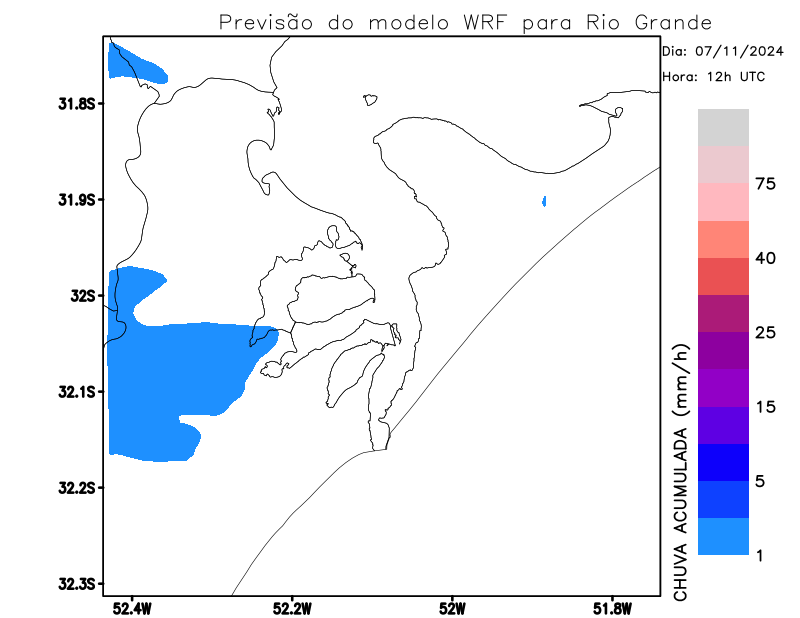 Previsão do modelo WRF para Rio Grande
Dia: 07/11/2024
Hora: 12h UTC
31.8S
31.9S
32S
32.1S
32.2S
32.3S
52.4W
52.2W
52W
51.8W
75
40
25
15
5
1
CHUVA ACUMULADA (mm/h)